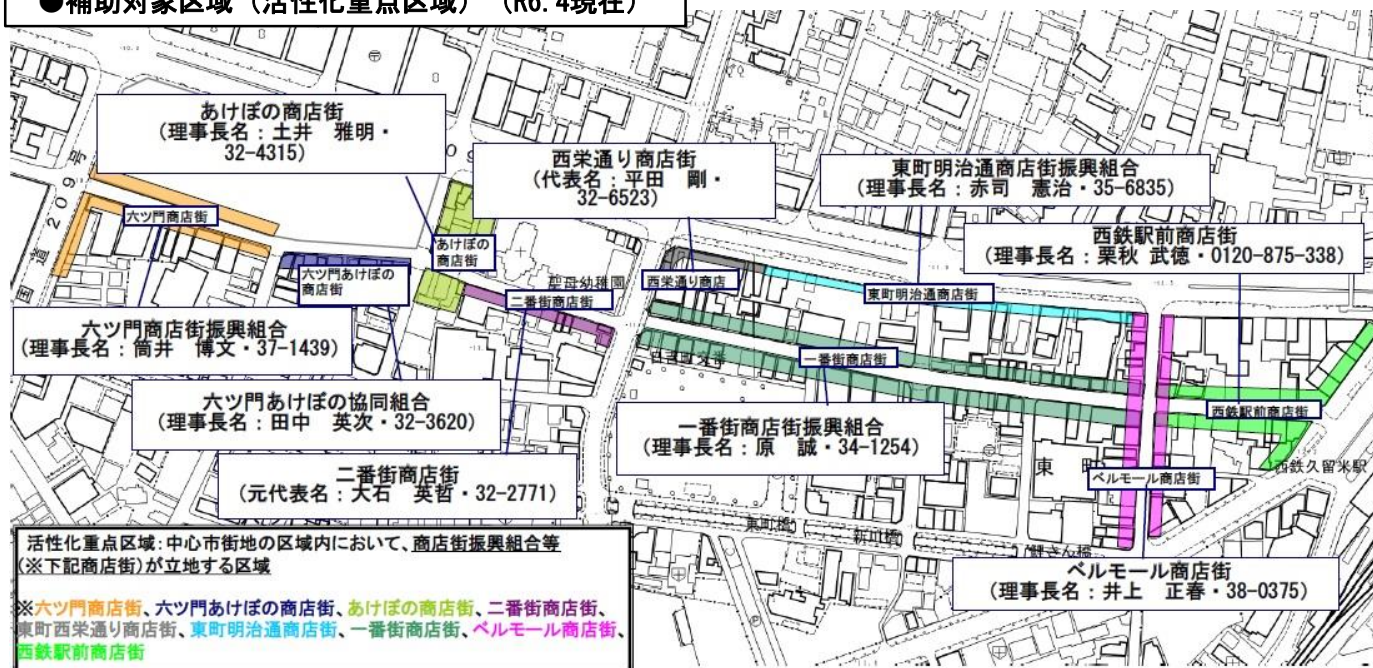 ●補助対象区域（活性化重点区域）（R6.4現在）
あけぼの商店街
（理事長名：土井　雅明・
32-4315）
西栄通り商店街
（代表名：平田　剛・
32-6523）
東町明治通商店街振興組合
（理事長名：赤司　憲治・35-6835）
西鉄駅前商店街
（理事長名：栗秋 武徳・0120-875-338）
国道209号
六ツ門商店街
あけぼの
商店街
六ツ門あけぼの
商店街
聖母幼稚園
二番街商店街
西栄通り商店
東町明治通商店街
一番街商店街
西鉄駅前商店街
西鉄久留米駅
東町
ベルモール商店街
六ツ門商店街振興組合
（理事長名：筒井　博文・37-1439）
六ツ門あけぼの協同組合
（理事長名：田中　英次・32-3620）
一番街商店街振興組合
（理事長名：原　誠・34-1254）
二番街商店街
（元代表名：大石　英哲・32-2771）
東町橋
新川橋
ベルモール商店街
（理事長名：井上　正春・38-0375）
活性化重点区域：中心市街地の区域内において、商店街振興組合等
（※下記商店街）が立地する区域
※六ツ門商店街、六ツ門あけぼの商店街、あけぼの商店街、二番街商店街、
東町西栄通り商店街、東町明治通商店街、一番街商店街、ベルモール商店街、
西鉄駅前商店街